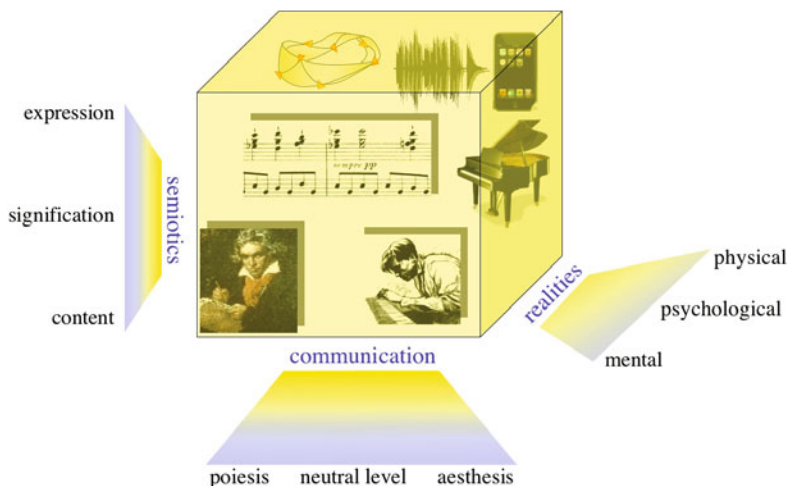 expression
signification
content
semiotics
sempre pp
realities
physical
psychological
mental
communication
poiesis neutral level aesthesis